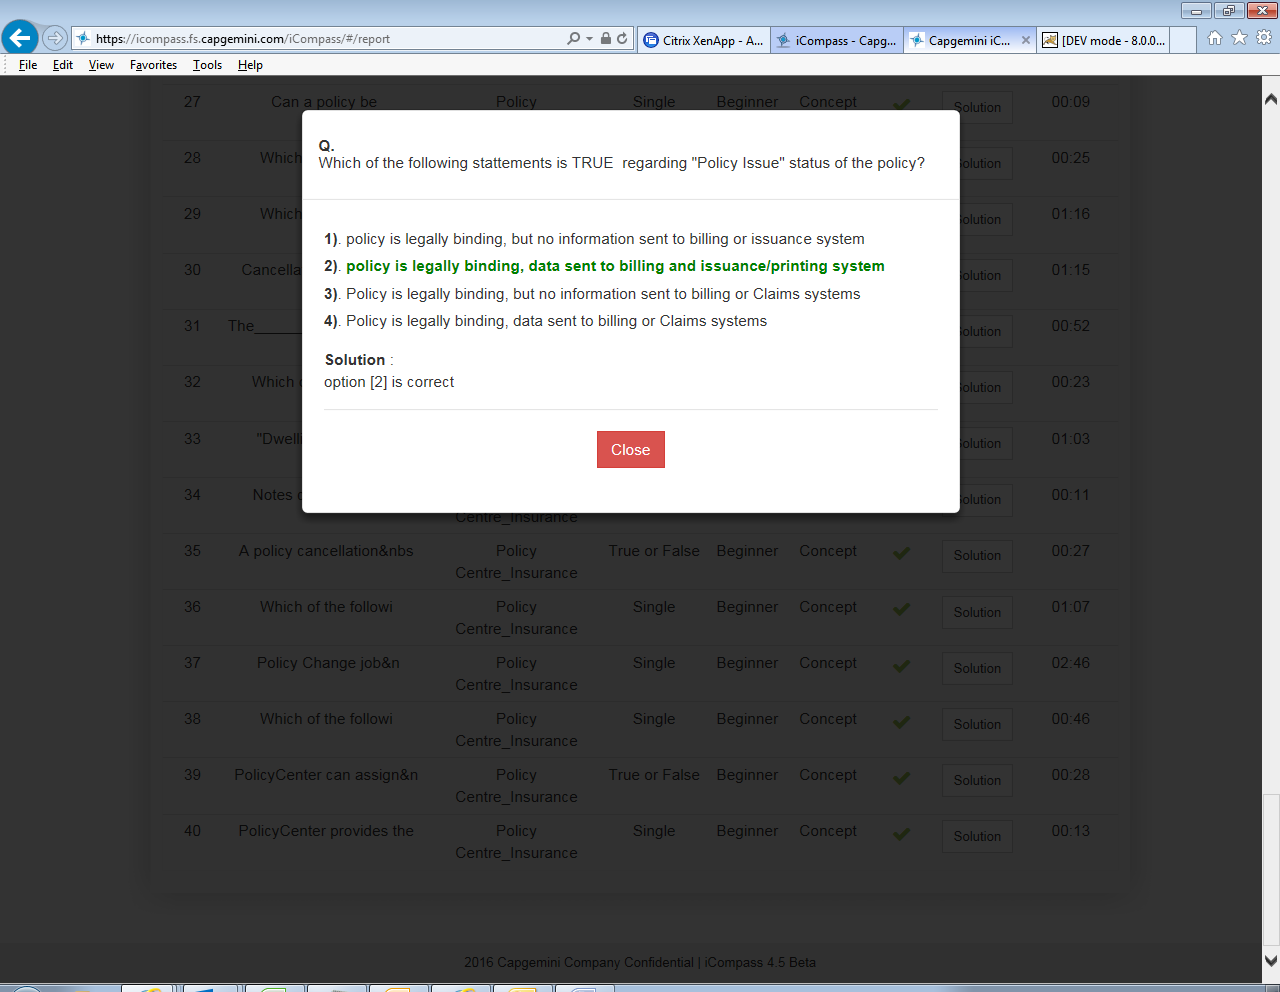 https://icompass.fs.capgemini.com/iCompass/#/report
Citrix XenApp - A...
iCompass - Capg...
Capgemini iC...
[DEV mode - 8.0.0...
File Edit View Favorites Tools Help
27 Can a policy be Policy Single Beginner Concept Solution 00:09
Q.
Which of the following stattements is TRUE  regarding "Policy Issue" status of the policy?
28 Which olution 00:25
29 Which olution 01:16
1). policy is legally binding, but no information sent to billing or issuance system
30 Cancella olution 01:15
2). policy is legally binding, data sent to billing and issuance/printing system
3). Policy is legally binding, but no information sent to billing or Claims systems
4). Policy is legally binding, data sent to billing or Claims systems
31 The______ olution 00:52
Solution :
option [2] is correct
32 Which olution 00:23
33 "Dwelli olution 01:03
Close
34 Notes olution 00:11
Centre_Insurance
35 A policy cancellation&nbs Policy True or False Beginner Concept Solution 00:27
Centre_Insurance
36 Which of the followi Policy Single Beginner Concept Solution 01:07
Centre_Insurance
37 Policy Change job&n Policy Single Beginner Concept Solution 02:46
Centre_Insurance
38 Which of the followi Policy Single Beginner Concept Solution 00:46
Centre_Insurance
39 PolicyCenter can assign&n Policy True or False Beginner Concept Solution 00:28
Centre_Insurance
40 PolicyCenter provides the Policy Single Beginner Concept Solution 00:13
Centre_Insurance
2016 Capgemini Company Confidential | iCompass 4.5 Beta